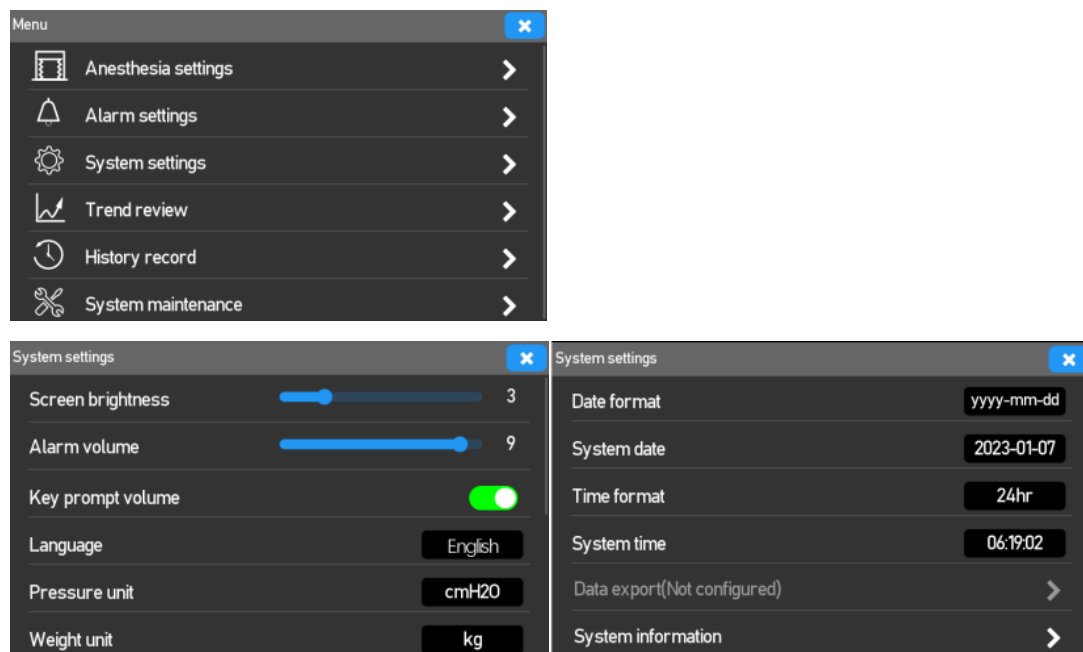 Menu
Anesthesia settings
Alarm settings
System settings
Trend review
History record
System maintenance
System settings
Screen brightness 3
Alarm volume 9
Key prompt volume
Language English
Pressure unit cmH2O
Weight unit kg
System settings
Date format yyyy-mm-dd
System date 2023-01-07
Time format 24hr
System time 06:19:02
Data export(Not configured)
System information